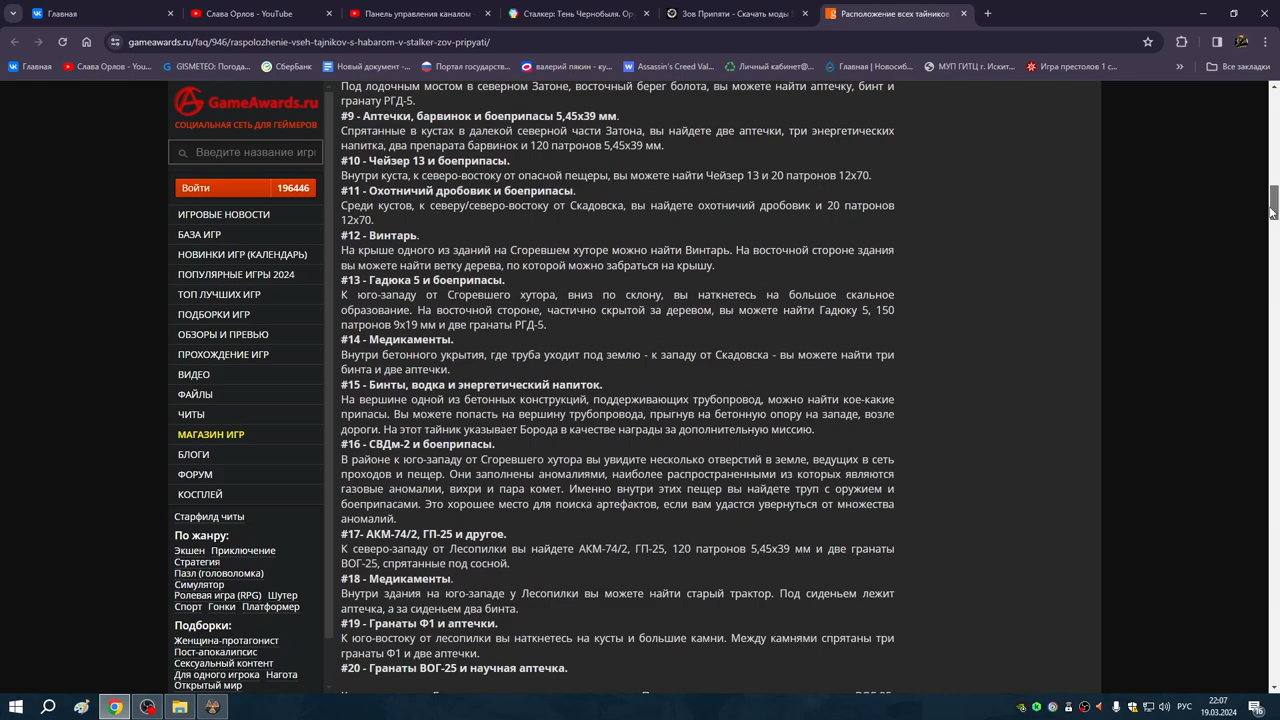 Главная
Слава Орлов - YouTube
Панель управления каналом
Сталкер: Тень Чернобыля. Ор
Зов Припяти - Скачать моды S
Расположение всех тайников
gameawards.ru/faq/946/raspolozhenie-vseh-tajnikov-s-habarom-v-stalker-zov-pripyati/
Главная
Слава Орлов - You...
GISMETEO: Погода...
СберБанк
Новый документ -...
Портал государств...
валерий пякин - ку...
Assassin's Creed Val...
Личный кабинет (...
Главная | Новосиб...
МУП ГИТЦ (г. Искит...
Игра престолов 1 с...
»
Все закладки
GameAwards.ru
СОЦИАЛЬНАЯ СЕТЬ ДЛЯ ГЕЙМЕРОВ
Введите название игры
Войти 196446
ИГРОВЫЕ НОВОСТИ
БАЗА ИГР
НОВИНКИ ИГР (КАЛЕНДАРЬ)
ПОПУЛЯРНЫЕ ИГРЫ 2024
ТОП ЛУЧШИХ ИГР
ПОДБОРКИ ИГР
ОБЗОРЫ И ПРЕВЬЮ
ПРОХОЖДЕНИЕ ИГР
ВИДЕО
ФАЙЛЫ
ЧИТЫ
МАГАЗИН ИГР
БЛОГИ
ФОРУМ
КОСПЛЕЙ
Старфилд читы
По жанру:
Экшен Приключение
Стратегия
Пазл (головоломка)
Симулятор
Ролевая игра (RPG) Шутер
Спорт Гонки Платформер
Подборки:
Женщина-протагонист
Пост-апокалипсис
Сексуальный контент
Для одного игрока Нагота
Открытый мир
Под лодочным мостом в северном Затоне, восточный берег болота, вы можете найти аптечку, бинт и
гранату РГД-5.
#9 - Аптечки, барвинок и боеприпасы 5,45х39 мм.
Спрятанные в кустах в далекой северной части Затона, вы найдете две аптечки, три энергетических
напитка, два препарата барвинок и 120 патронов 5,45х39 мм.
#10 - Чейзер 13 и боеприпасы.
Внутри куста, к северо-востоку от опасной пещеры, вы можете найти Чейзер 13 и 20 патронов 12х70.
#11 - Охотничий дробовик и боеприпасы.
Среди кустов, к северу/северо-востоку от Скадовска, вы найдете охотничий дробовик и 20 патронов
12х70.
#12 - Винтарь.
На крыше одного из зданий на Сгоревшем хуторе можно найти Винтарь. На восточной стороне здания
вы можете найти ветку дерева, по которой можно забраться на крышу.
#13 - Гадюка 5 и боеприпасы.
К юго-западу от Сгоревшего хутора, вниз по склону, вы наткнетесь на большое скальное
образование. На восточной стороне, частично скрытой за деревом, вы можете найти Гадюку 5, 150
патронов 9х19 мм и две гранаты РГД-5.
#14 - Медикаменты.
Внутри бетонного укрытия, где труба уходит под землю - к западу от Скадовска - вы можете найти три
бинта и две аптечки.
#15 - Бинты, водка и энергетический напиток.
На вершине одной из бетонных конструкций, поддерживающих трубопровод, можно найти кое-какие
припасы. Вы можете попасть на вершину трубопровода, прыгнув на бетонную опору на западе, возле
дороги. На этот тайник указывает Борода в качестве награды за дополнительную миссию.
#16 - СВДм-2 и боеприпасы.
В районе к юго-западу от Сгоревшего хутора вы увидите несколько отверстий в земле, ведущих в сеть
проходов и пещер. Они заполнены аномалиями, наиболее распространенными из которых являются
газовые аномалии, вихри и пара комет. Именно внутри этих пещер вы найдете труп с оружием и
боеприпасами. Это хорошее место для поиска артефактов, если вам удастся увернуться от множества
аномалий.
#17- АКМ-74/2, ГП-25 и другое.
К северо-западу от Лесопилки вы найдете АКМ-74/2, ГП-25, 120 патронов 5,45х39 мм и две гранаты
ВОГ-25, спрятанные под сосной.
#18 - Медикаменты.
Внутри здания на юго-западе у Лесопилки вы можете найти старый трактор. Под сиденьем лежит
аптечка, а за сиденьем два бинта.
#19 - Гранаты Ф1 и аптечки.
К юго-востоку от лесопилки вы наткнетесь на кусты и большие камни. Между камнями спрятаны три
гранаты Ф1 и две аптечки.
#20 - Гранаты ВОГ-25 и научная аптечка.
РУС
22:07
19.03.2024
16